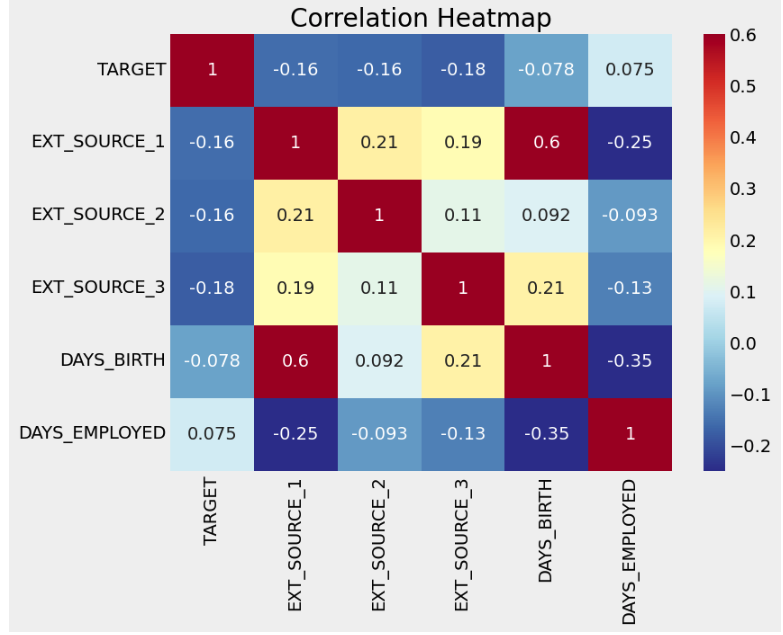 Correlation Heatmap
TARGET 1 -0.16 -0.16 -0.18 -0.078 0.075
EXT_SOURCE_1 -0.16 1 0.21 0.19 0.6 -0.25
EXT_SOURCE_2 -0.16 0.21 1 0.11 0.092 -0.093
EXT_SOURCE_3 -0.18 0.19 0.11 1 0.21 -0.13
DAYS_BIRTH -0.078 0.6 0.092 0.21 1 -0.35
DAYS_EMPLOYED 0.075 -0.25 -0.093 -0.13 -0.35 1
TARGET
EXT_SOURCE_1
EXT_SOURCE_2
EXT_SOURCE_3
DAYS_BIRTH
DAYS_EMPLOYED
0.6
0.5
0.4
0.3
0.2
0.1
0.0
−0.1
−0.2